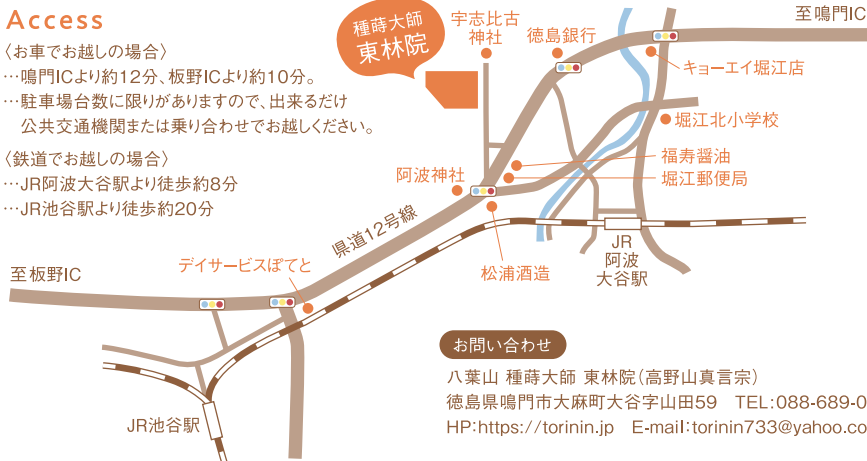 Access
〈お車でお越しの場合〉
…鳴門ICより約12分、板野ICより約10分。
…駐車場台数に限りがありますので、出来るだけ
公共交通機関または乗り合わせでお越しください。
〈鉄道でお越しの場合〉
…JR阿波大谷駅より徒歩約8分
…JR池谷駅より徒歩約20分
種蒔大師
東林院
宇志比古
神社
徳島銀行
至鳴門IC
キョーエイ堀江店
堀江北小学校
福寿醤油
堀江郵便局
阿波神社
県道12号線
松浦酒造
JR
阿波
大谷駅
デイサービスぽてと
至板野IC
JR池谷駅
お問い合わせ
八葉山 種蒔大師 東林院(高野山真言宗)
徳島県鳴門市大麻町大谷字山田59 TEL:088-689-0
HP:https://torinin.jp E-mail:torinin733@yahoo.co